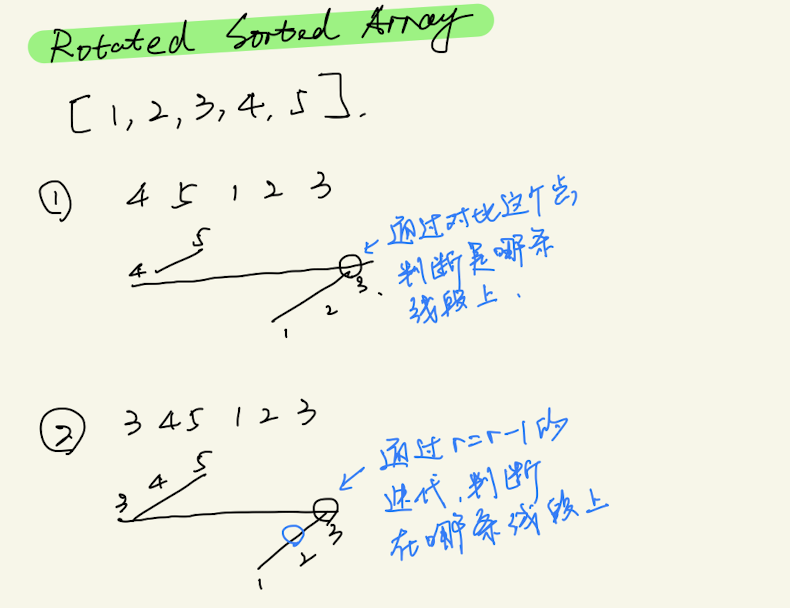 Rotated Sorted Array
[1, 2, 3, 4, 5].
① 4 5 1 2 3
4 5
1 2 3.
通过对比这个点,
判断是哪条
线段上.
② 3 4 5 1 2 3
3 4 5
1 2 3
通过r=r-1的
迭代,判断
在哪条线段上